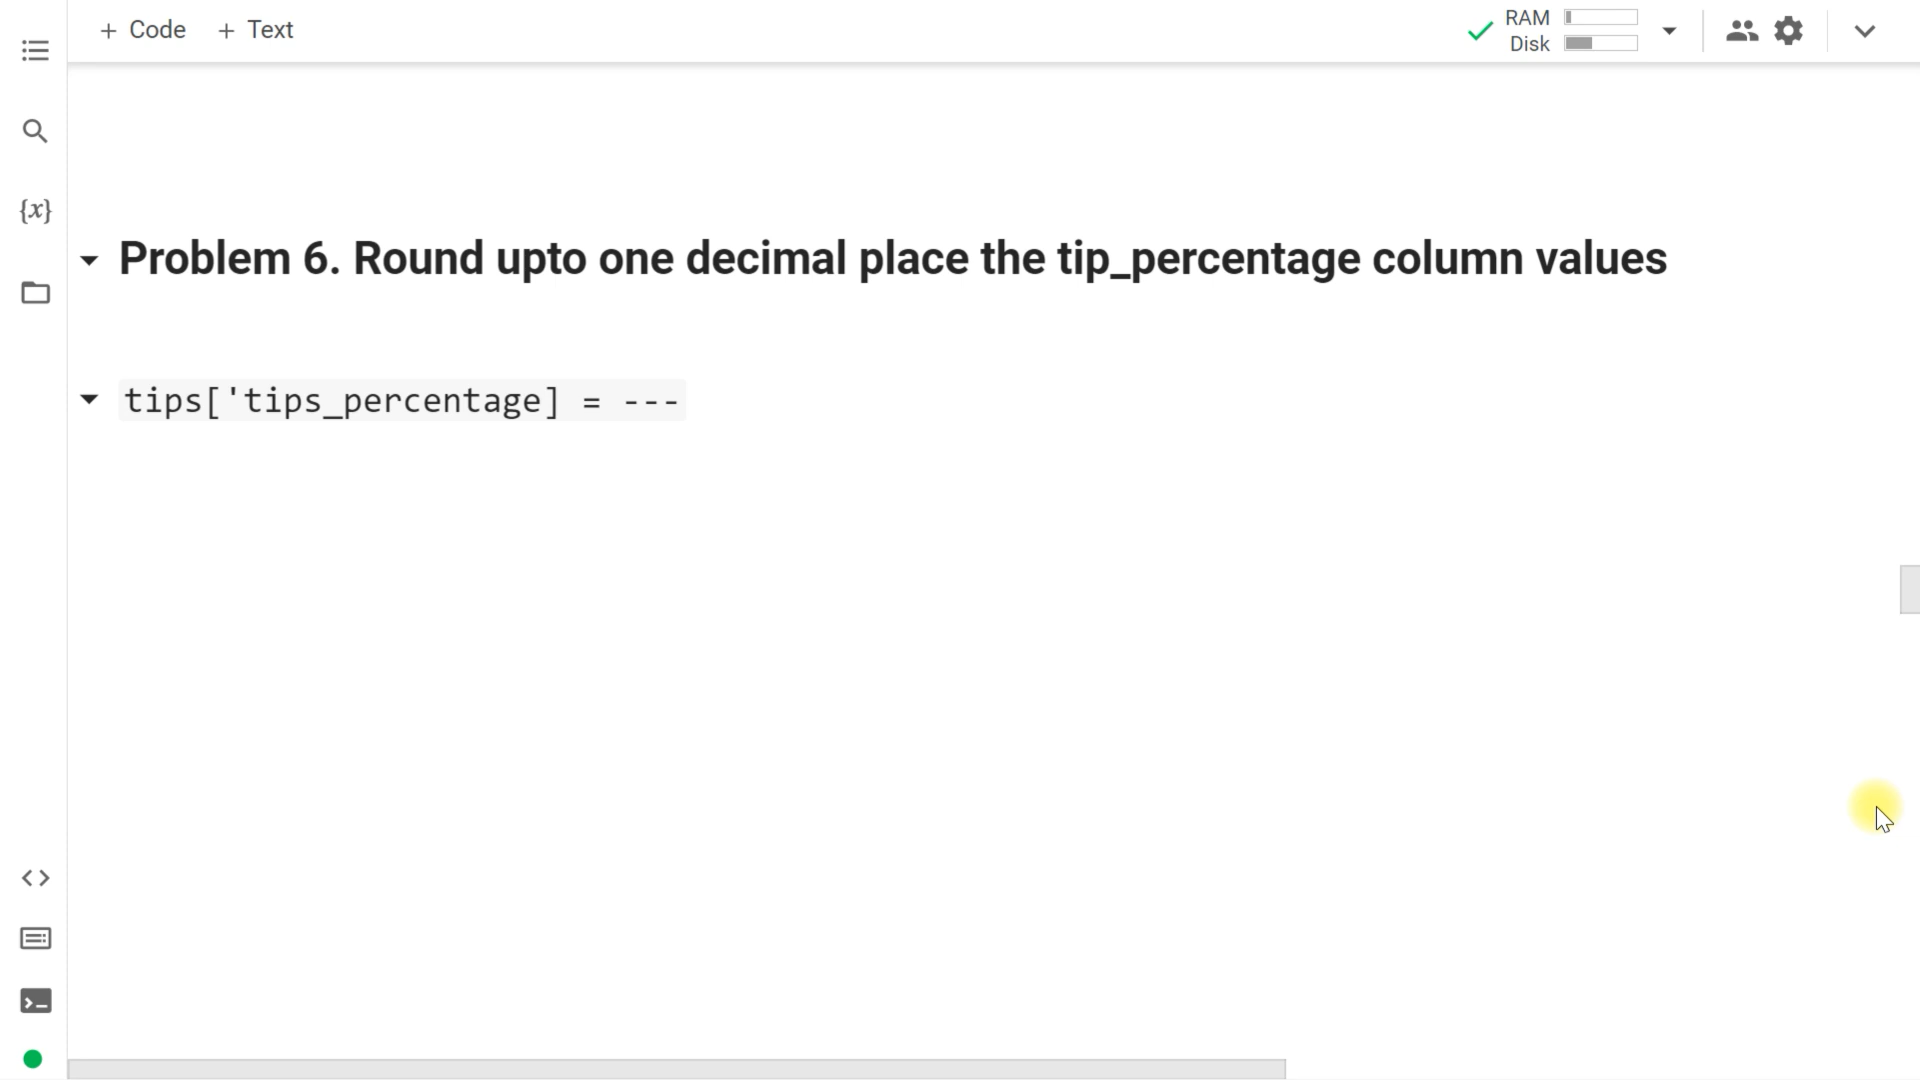 + Code + Text
RAM
Disk
{x}
Problem 6. Round upto one decimal place the tip_percentage column values
tips['tips_percentage] = ---